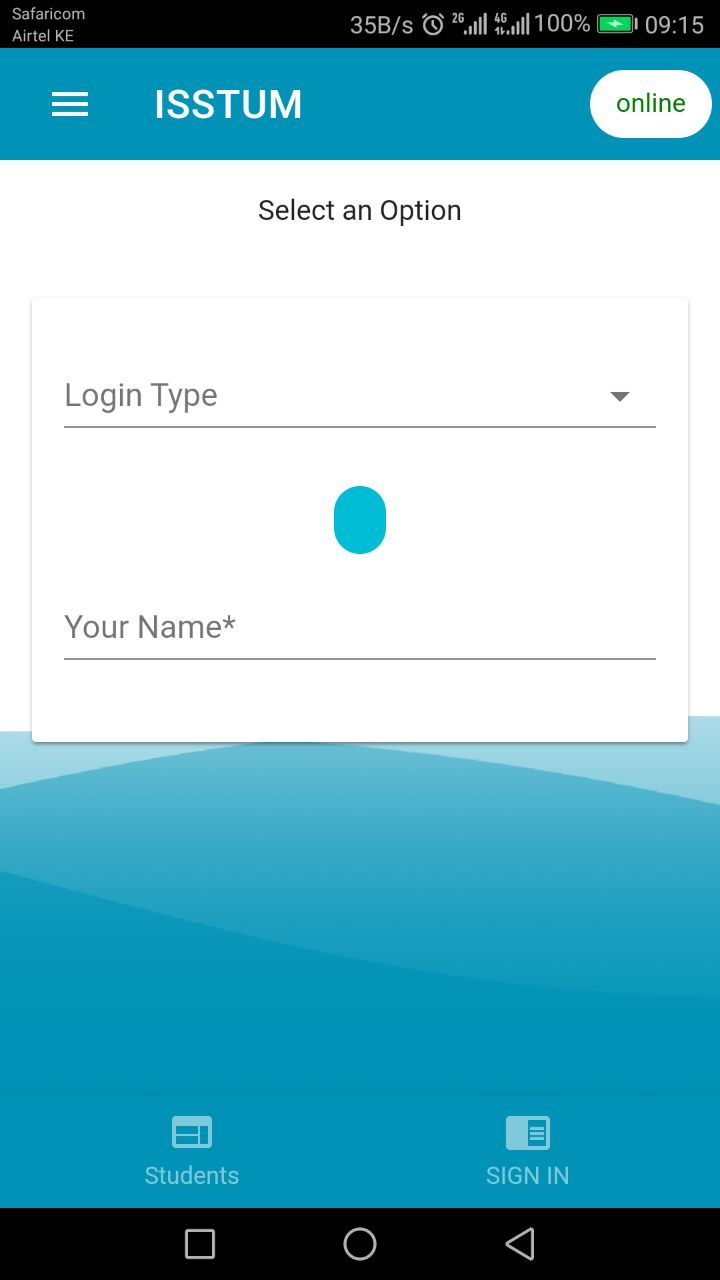 Safaricom
Airtel KE
35B/s 2G 4G 100% 09:15
ISSTUM
online
Select an Option
Login Type
Your Name*
Students
SIGN IN